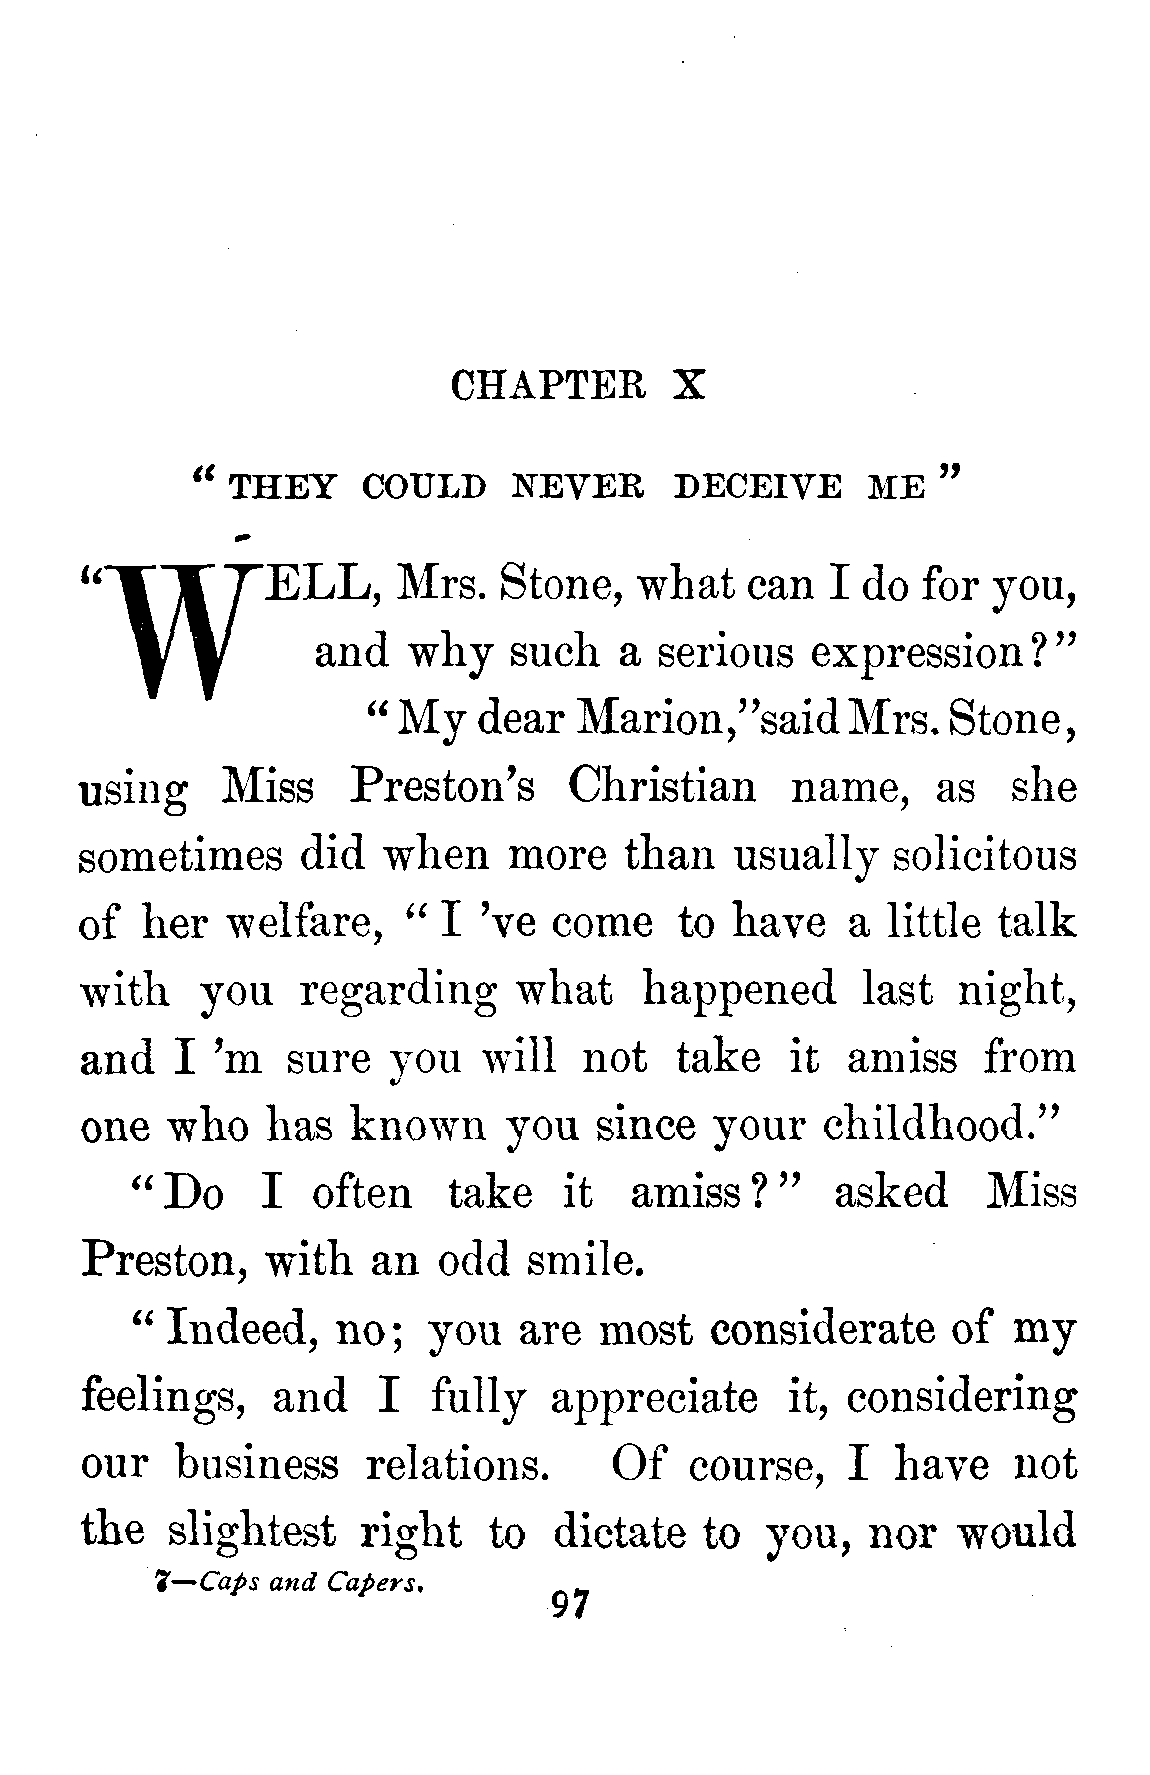 CHAPTER X
" THEY COULD NEVER DECEIVE ME "
"WELL, Mrs. Stone, what can I do for you,
and why such a serious expression?"
"My dear Marion,"said Mrs. Stone,
using Miss Preston's Christian name, as she
sometimes did when more than usually solicitous
of her welfare, " I 've come to have a little talk
with you regarding what happened last night,
and I 'm sure you will not take it amiss from
one who has known you since your childhood."
"Do I often take it amiss?" asked Miss
Preston, with an odd smile.
"Indeed, no; you are most considerate of my
feelings, and I fully appreciate it, considering
our business relations. Of course, I have not
the slightest right to dictate to you, nor would
7—Caps and Capers.
97